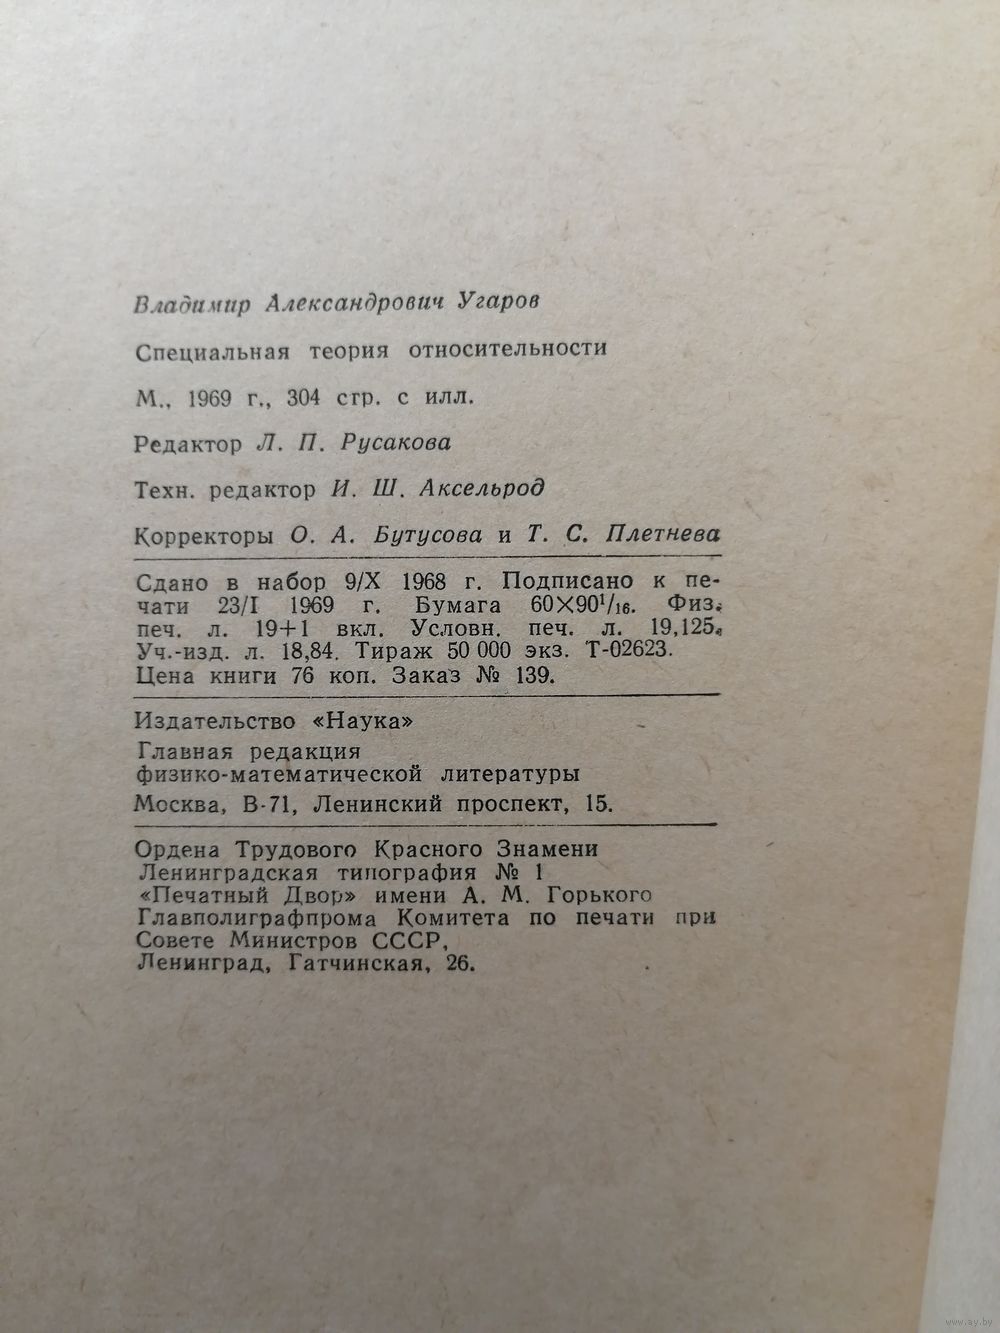 Владимир Александрович Угаров
Специальная теория относительности
М., 1969 г., 304 стр. с илл.
Редактор Л. П. Русакова
Техн. редактор И. Ш. Аксельрод
Корректоры О. А. Бутусова и Т. С. Плетнева
Сдано в набор 9/X 1968 г. Подписано к пе-
чати 23/I 1969 г. Бумага 60×90¹/₁₆. Физ.
печ. л. 19+1 вкл. Условн. печ. л. 19,125.
Уч.-изд. л. 18,84. Тираж 50 000 экз. Т-02623.
Цена книги 76 коп. Заказ № 139.
Издательство «Наука»
Главная редакция
физико-математической литературы
Москва, В-71, Ленинский проспект, 15.
Ордена Трудового Красного Знамени
Ленинградская типография № 1
«Печатный Двор» имени А. М. Горького
Главполиграфпрома Комитета по печати при
Совете Министров СССР,
Ленинград, Гатчинская, 26.
www.ay.by